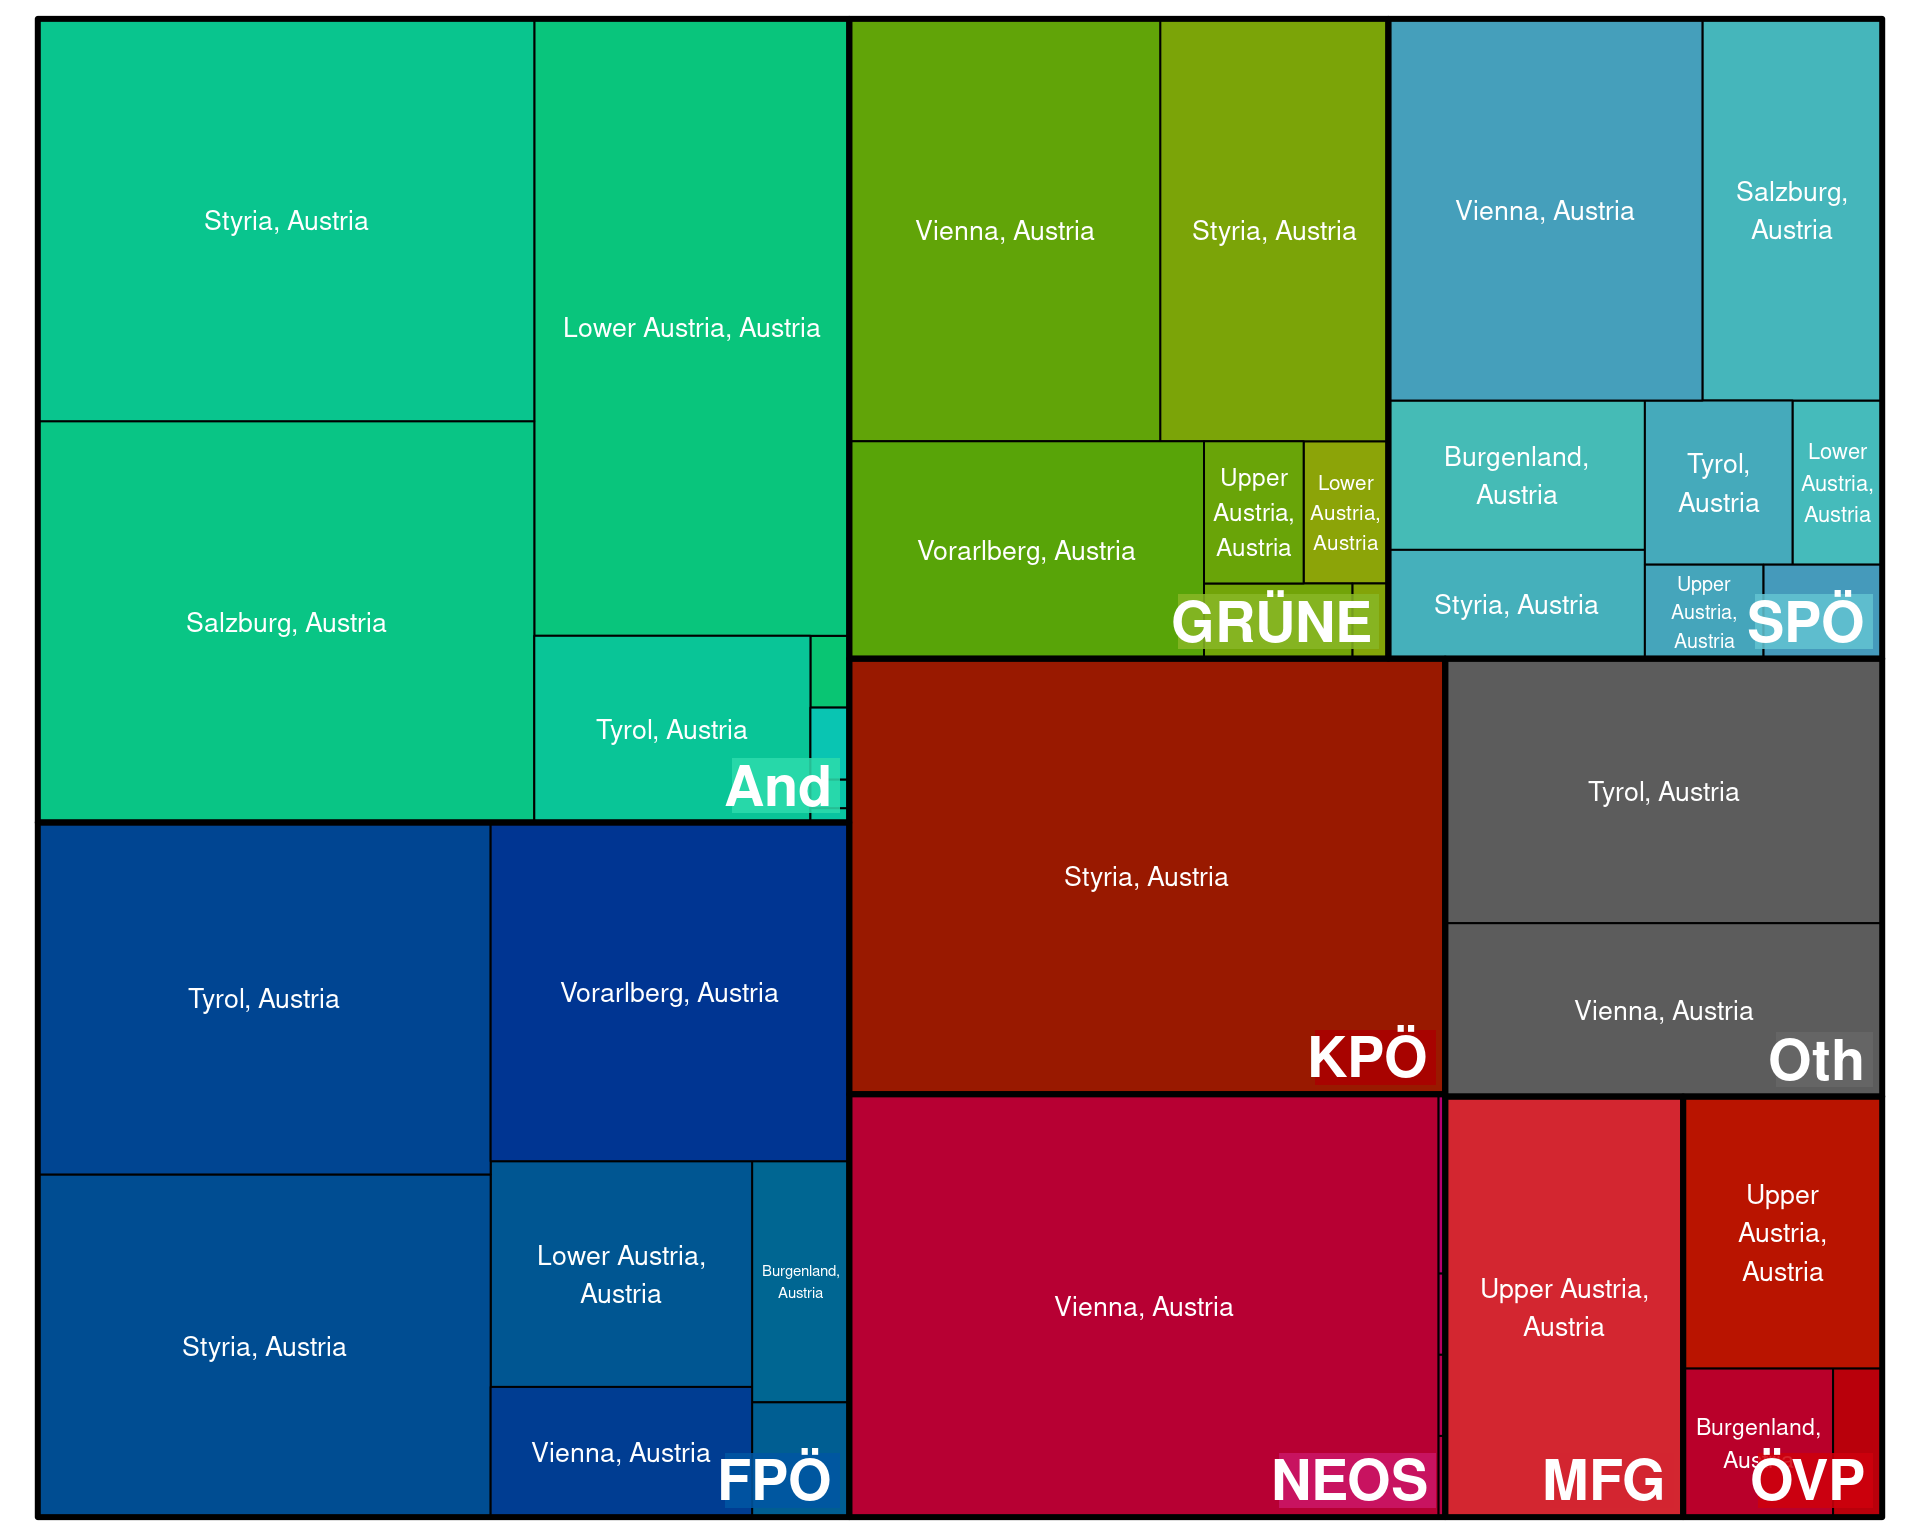 Styria, Austria
Lower Austria, Austria
Salzburg, Austria
Tyrol, Austria
And
Vienna, Austria
Styria, Austria
Vorarlberg, Austria
Upper
Austria,
Austria
Lower
Austria,
Austria
GRÜNE
Vienna, Austria
Salzburg,
Austria
Burgenland,
Austria
Tyrol,
Austria
Lower
Austria,
Austria
Styria, Austria
Upper
Austria,
Austria
SPÖ
Styria, Austria
KPÖ
Tyrol, Austria
Vienna, Austria
Oth
Tyrol, Austria
Vorarlberg, Austria
Styria, Austria
Lower Austria,
Austria
Burgenland,
Austria
Vienna, Austria
FPÖ
Vienna, Austria
NEOS
Upper Austria,
Austria
MFG
Upper
Austria,
Austria
Burgenland,
ÖVP